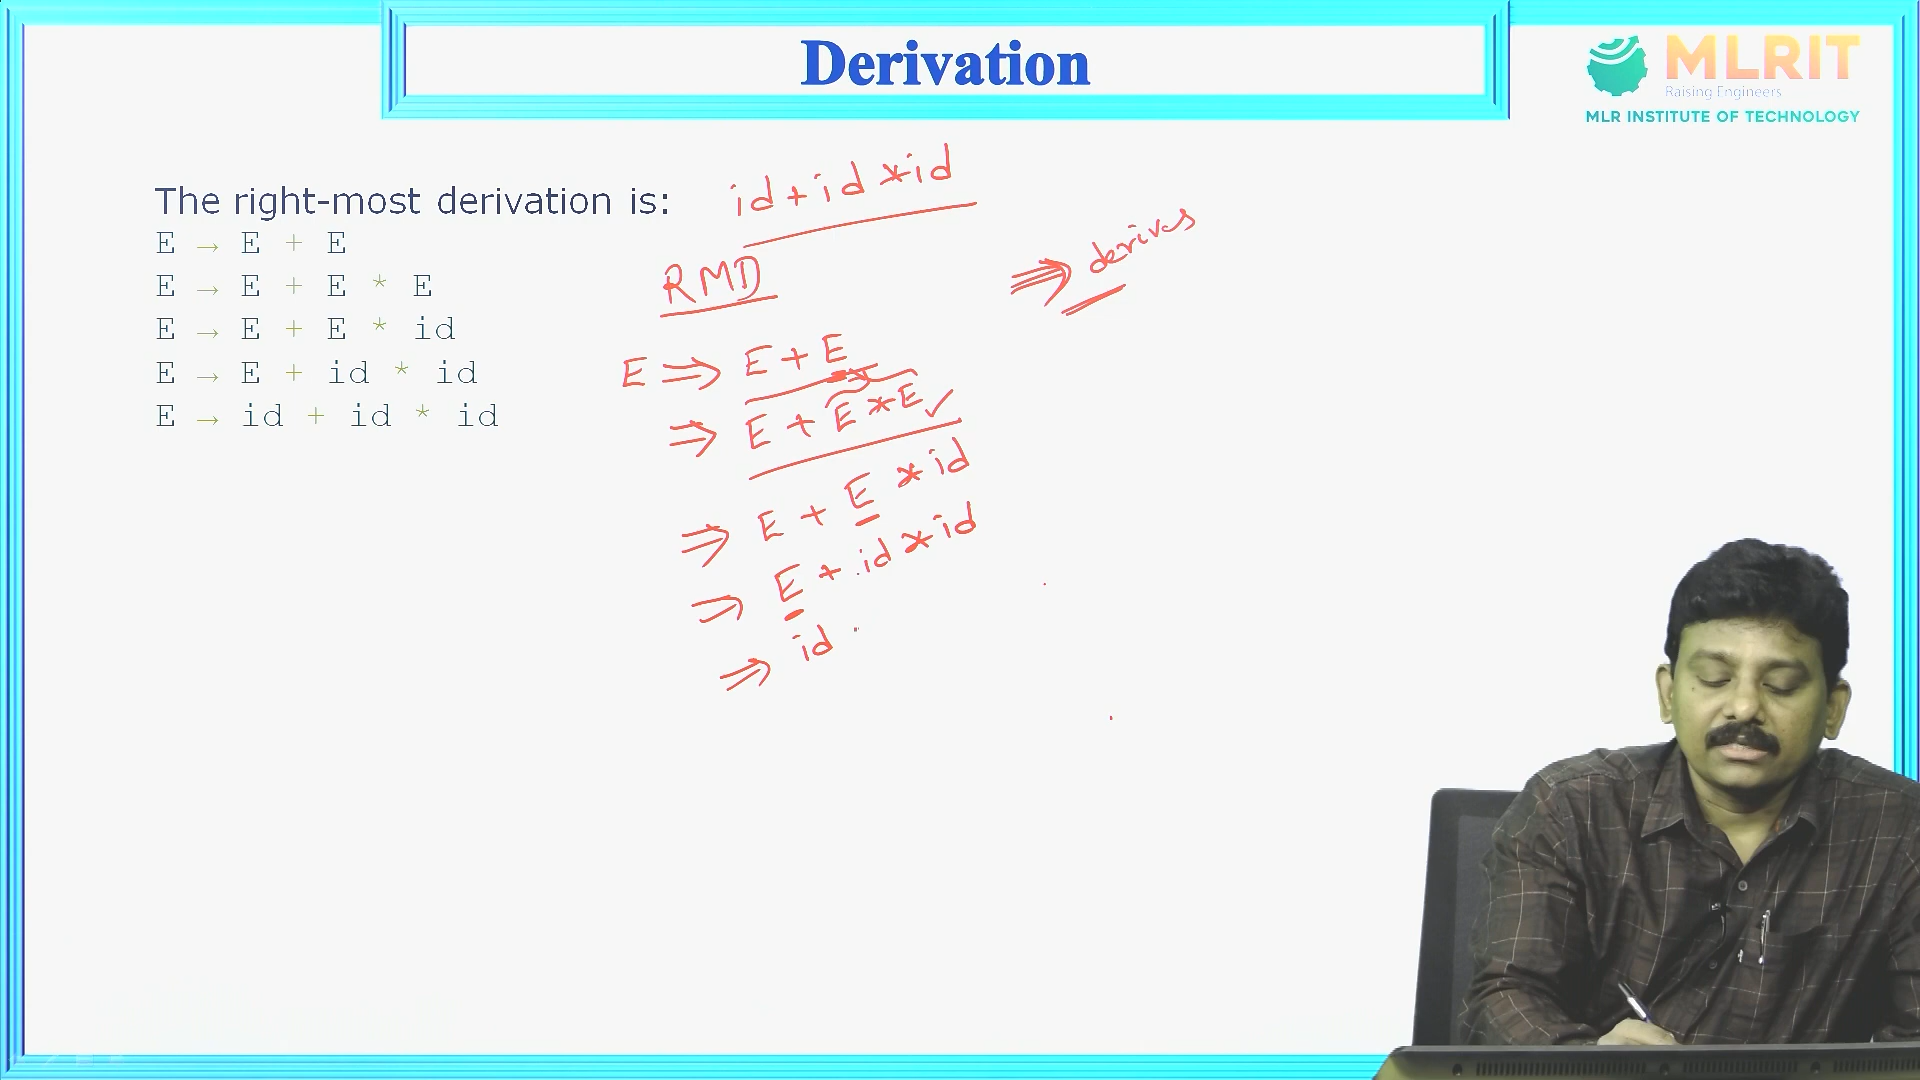 Derivation
MLRIT
Raising Engineers
MLR INSTITUTE OF TECHNOLOGY
The right-most derivation is:
E → E + E
E → E + E * E
E → E + E * id
E → E + id * id
E → id + id * id
id + id * id
RMD
⇒ derives
E ⇒ E + E
⇒ E + E * E ✓
⇒ E + E * id
⇒ E + id * id
⇒ id